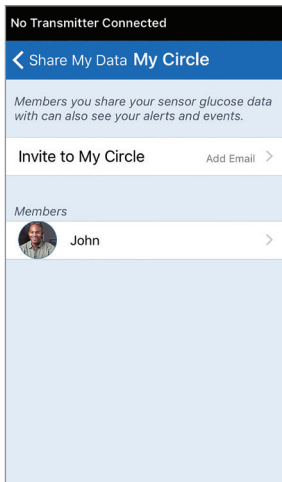 No Transmitter Connected
Share My Data My Circle
Members you share your sensor glucose data
with can also see your alerts and events.
Invite to My Circle Add Email
Members
John